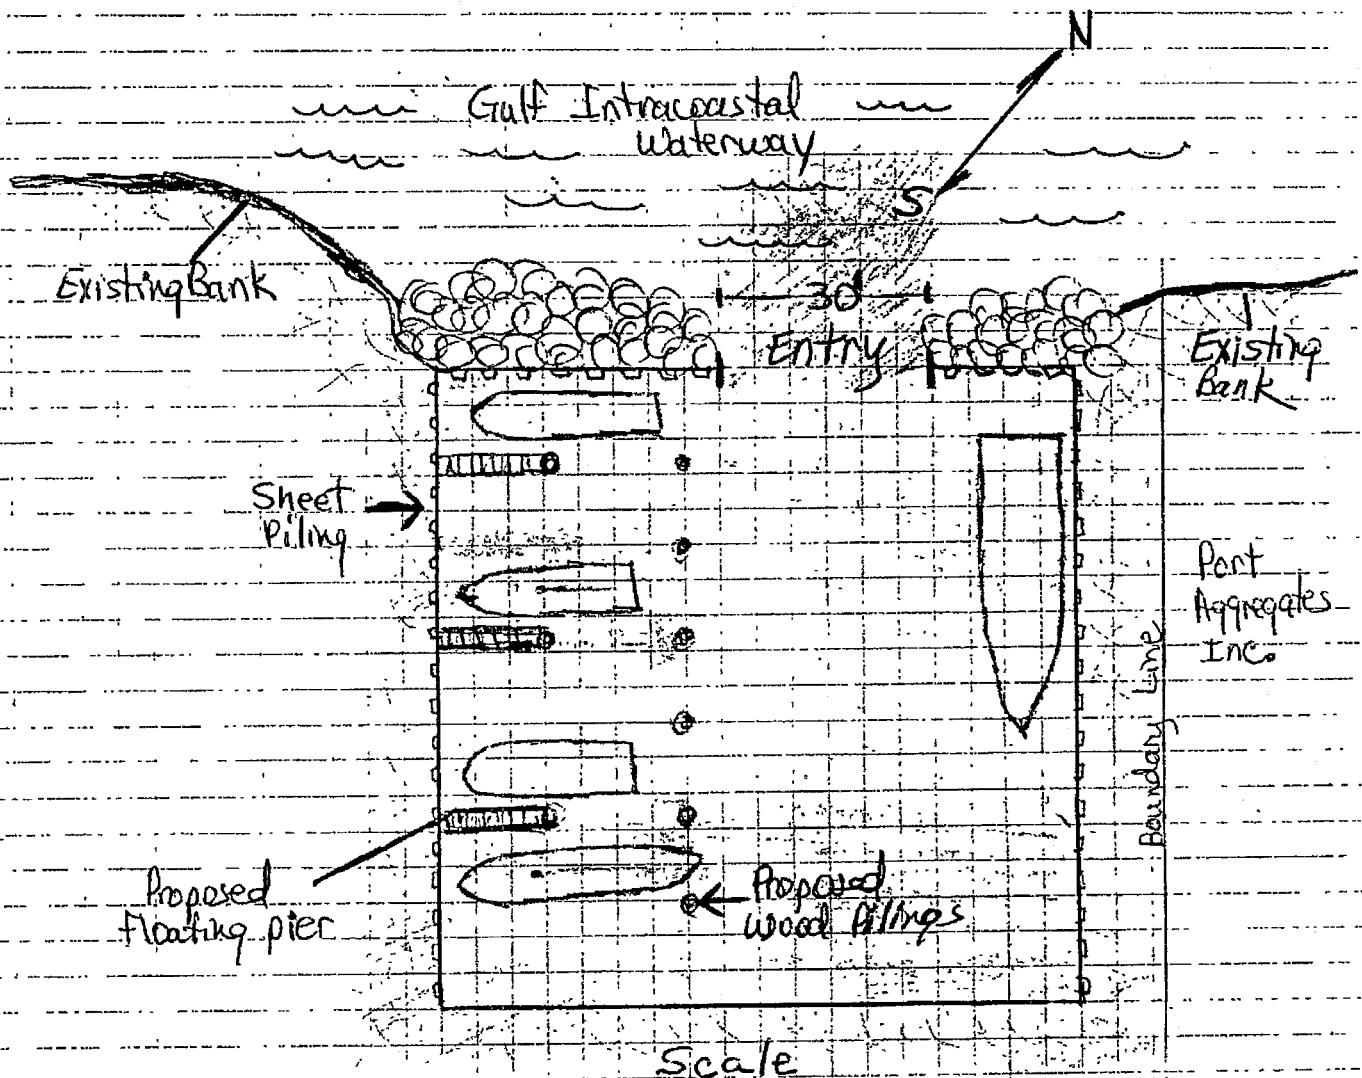 N
Gulf Intracoastal
Waterway
S
Existing Bank
30'
Entry
Existing
Bank
Sheet
Piling
Port
Aggregates
Inc.
Boundary Line
Proposed
Floating pier
Proposed
Wood Pilings
Scale